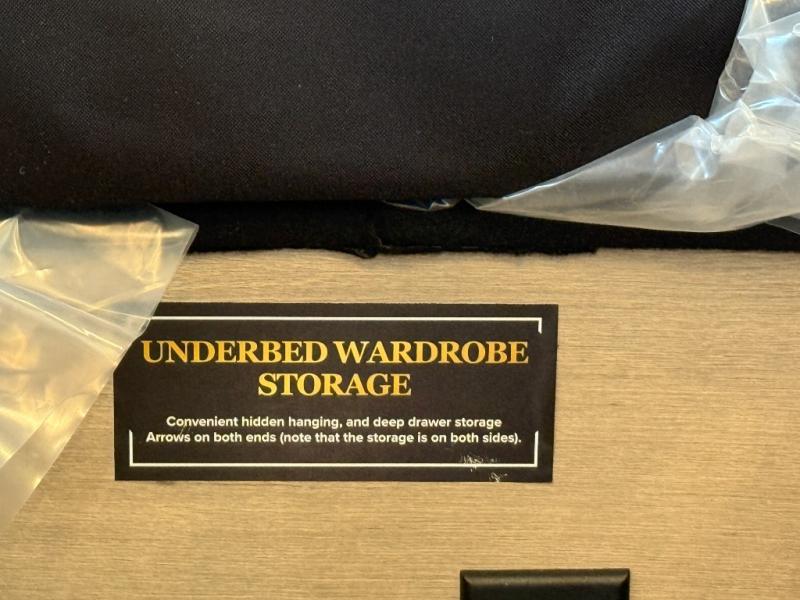 UNDERBED WARDROBE
STORAGE
Convenient hidden hanging, and deep drawer storage
Arrows on both ends (note that the storage is on both sides).